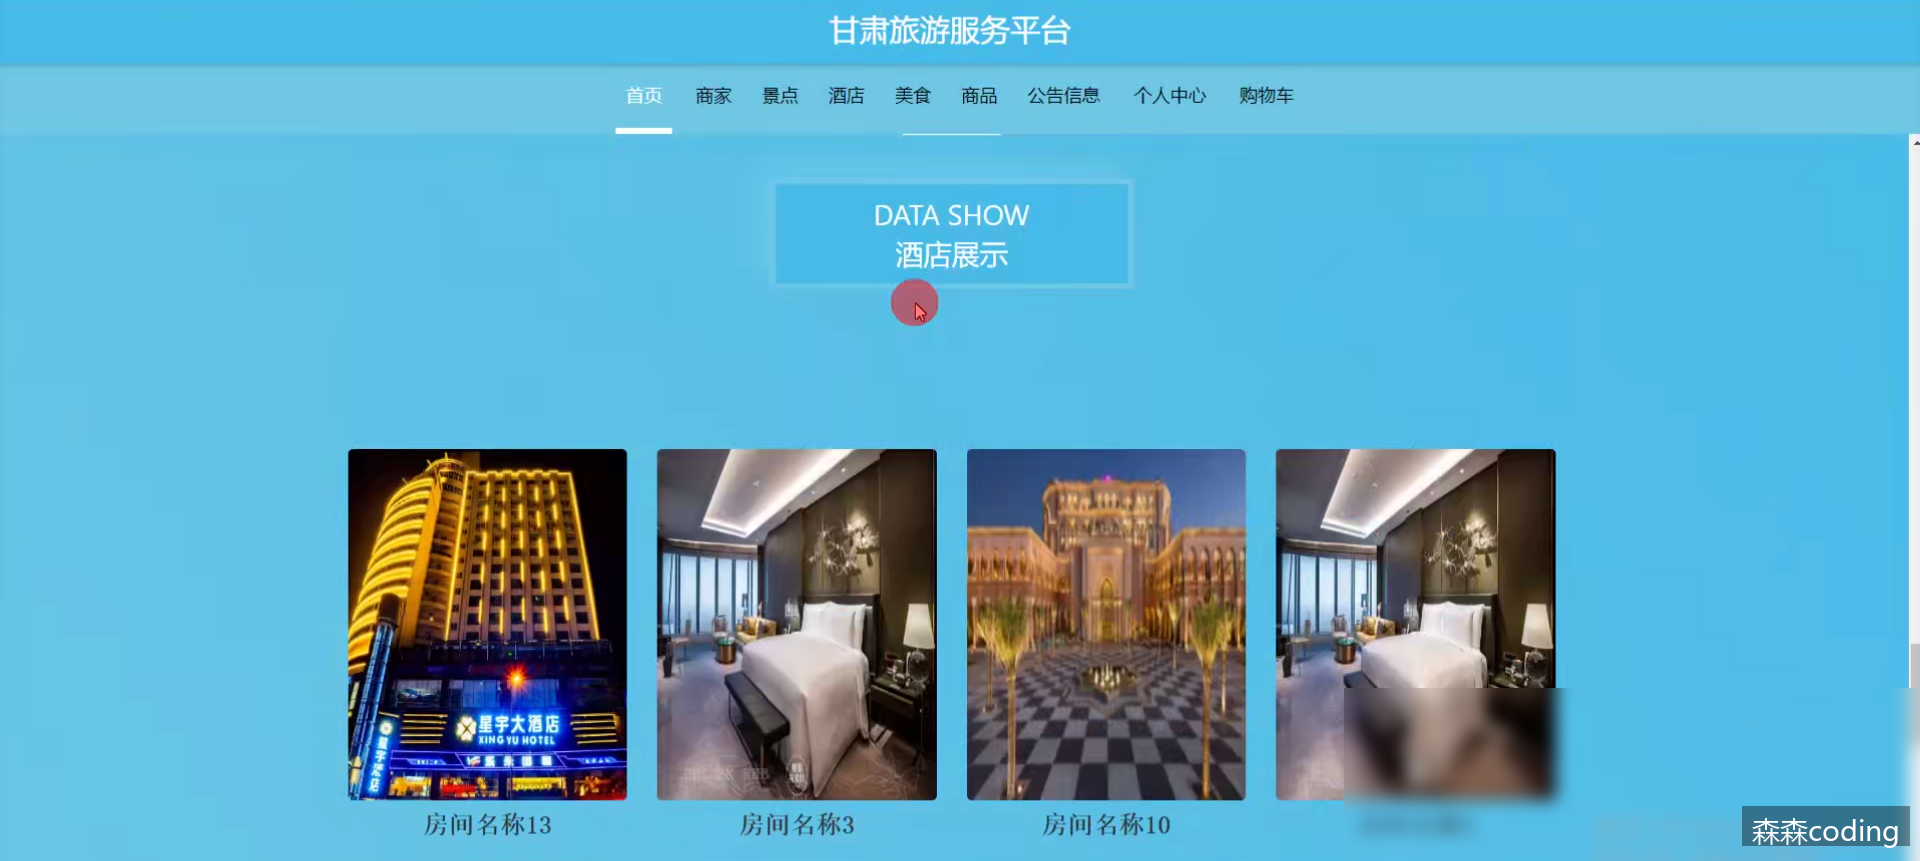 甘肃旅游服务平台
首页 商家 景点 酒店 美食 商品 公告信息 个人中心 购物车
DATA SHOW
酒店展示
星宇大酒店
XING YU HOTEL
房间名称13 房间名称3 房间名称10
森森coding